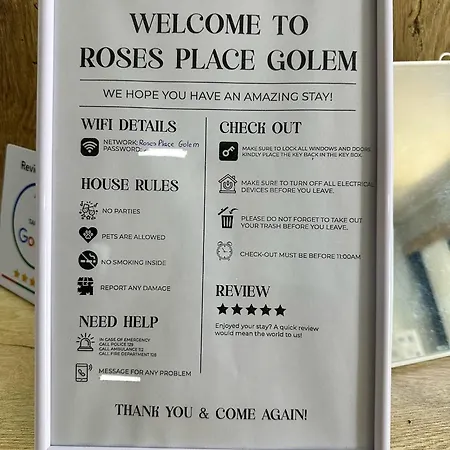 WELCOME TO
ROSES PLACE GOLEM
WE HOPE YOU HAVE AN AMAZING STAY!
WIFI DETAILS
NETWORK: Roses Place Golem
PASSWORD:
HOUSE RULES
NO PARTIES
PETS ARE ALLOWED
NO SMOKING INSIDE
REPORT ANY DAMAGE
NEED HELP
IN CASE OF EMERGENCY
CALL POLICE 129
CALL AMBULANCE 112
CALL FIRE DEPARTMENT 128
MESSAGE FOR ANY PROBLEM
CHECK OUT
MAKE SURE TO LOCK ALL WINDOWS AND DOORS
KINDLY PLACE THE KEY BACK IN THE KEY BOX.
MAKE SURE TO TURN OFF ALL ELECTRICAL
DEVICES BEFORE YOU LEAVE.
PLEASE DO NOT FORGET TO TAKE OUT
YOUR TRASH BEFORE YOU LEAVE.
CHECK-OUT MUST BE BEFORE 11:00AM
REVIEW
Enjoyed your stay? A quick review
would mean the world to us!
THANK YOU & COME AGAIN!